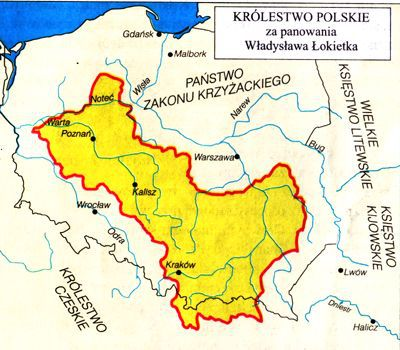 KRÓLESTWO POLSKIE
za panowania
Władysława Łokietka
Gdańsk
Malbork
Wisła
PAŃSTWO
ZAKONU KRZYŻACKIEGO
Noteć
Warta
Poznań
Narew
Bug
WIELKIE
KSIĘSTWO LITEWSKIE
Warszawa
Kalisz
Wrocław
Odra
KSIĘSTWO
KIJOWSKIE
Kraków
KRÓLESTWO
CZESKIE
Lwów
Dniestr
Halicz